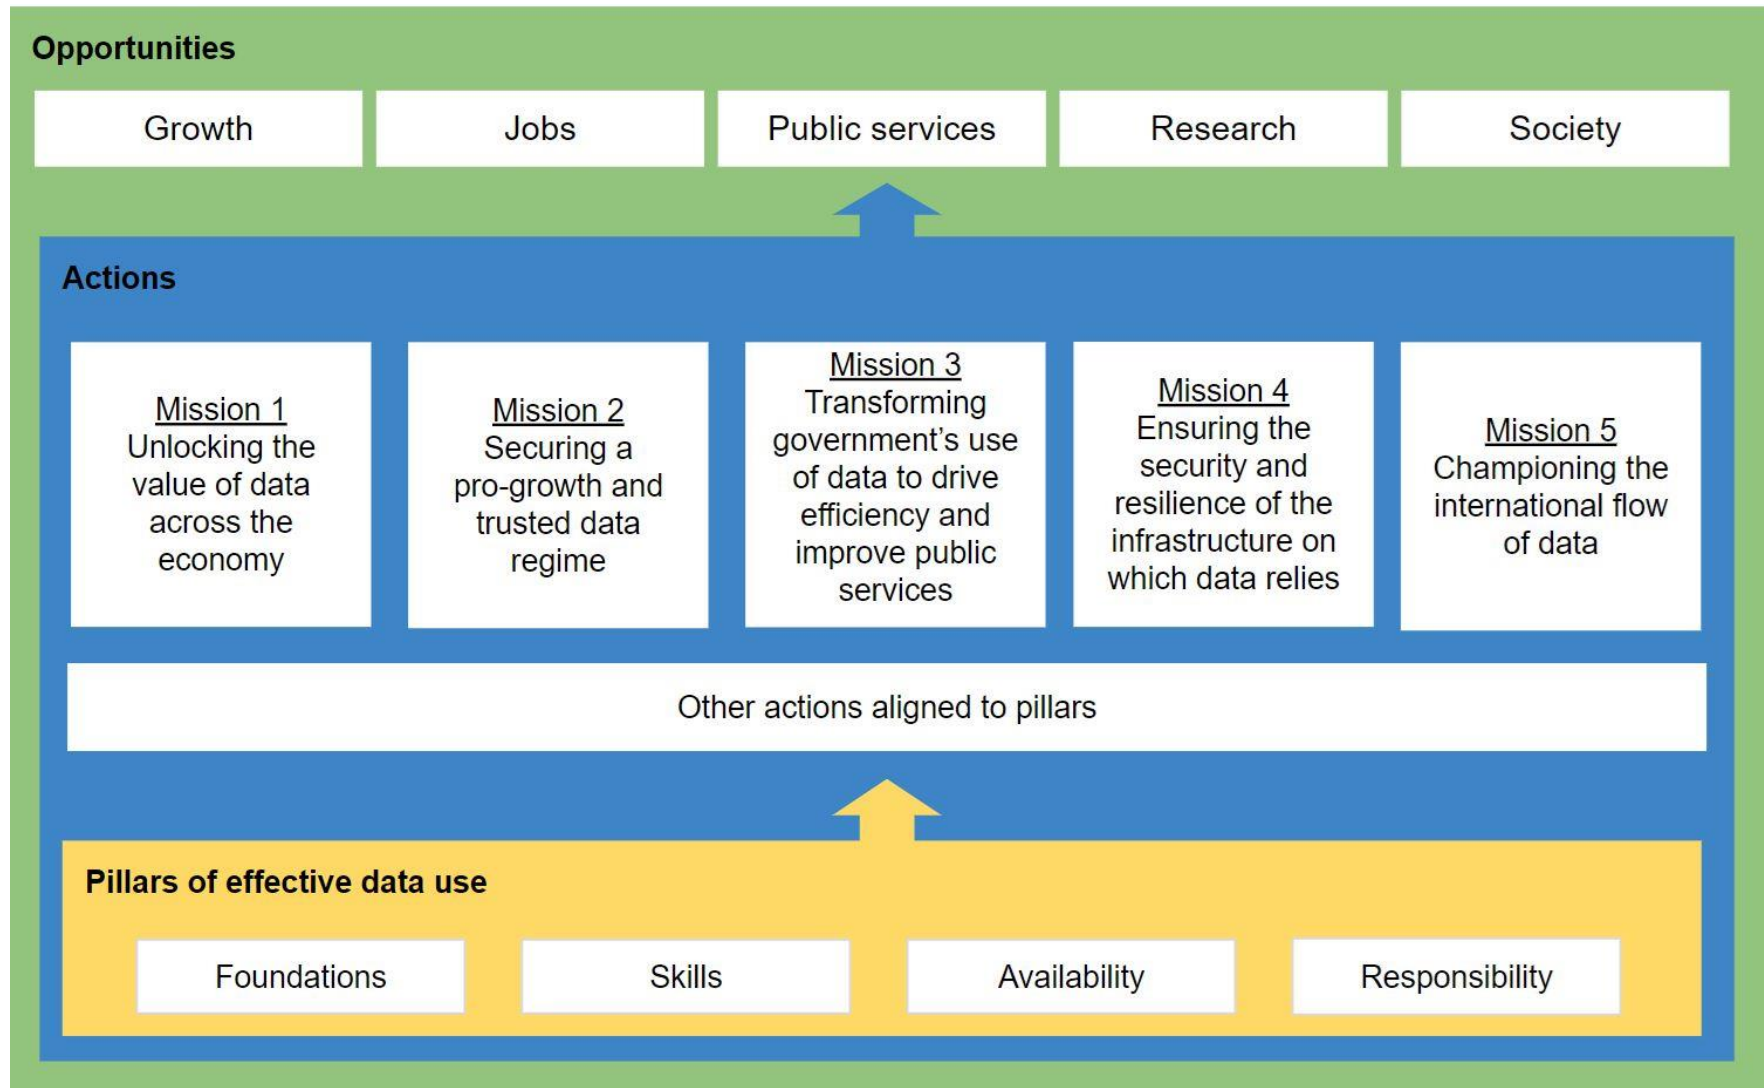 Opportunities
Growth
Jobs
Public services
Research
Society
Actions
Mission 1
Unlocking the
value of data
across the
economy
Mission 2
Securing a
pro-growth and
trusted data
regime
Mission 3
Transforming
government’s use
of data to drive
efficiency and
improve public
services
Mission 4
Ensuring the
security and
resilience of the
infrastructure on
which data relies
Mission 5
Championing the
international flow
of data
Other actions aligned to pillars
Pillars of effective data use
Foundations
Skills
Availability
Responsibility